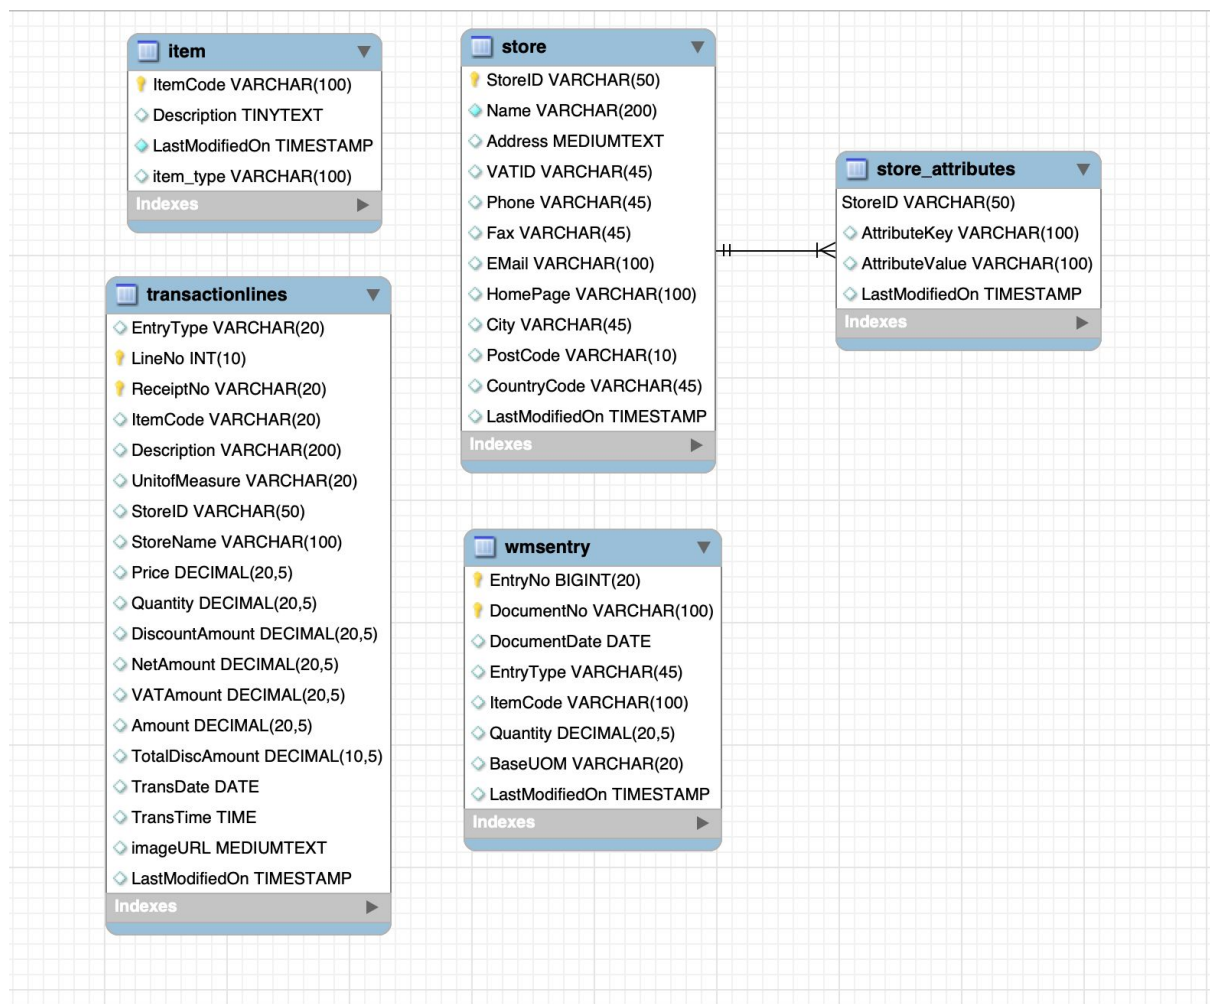 item
ItemCode VARCHAR(100)
Description TINYTEXT
LastModifiedOn TIMESTAMP
item_type VARCHAR(100)
Indexes
transactionlines
EntryType VARCHAR(20)
LineNo INT(10)
ReceiptNo VARCHAR(20)
ItemCode VARCHAR(20)
Description VARCHAR(200)
UnitofMeasure VARCHAR(20)
StoreID VARCHAR(50)
StoreName VARCHAR(100)
Price DECIMAL(20,5)
Quantity DECIMAL(20,5)
DiscountAmount DECIMAL(20,5)
NetAmount DECIMAL(20,5)
VATAmount DECIMAL(20,5)
Amount DECIMAL(20,5)
TotalDiscAmount DECIMAL(10,5)
TransDate DATE
TransTime TIME
imageURL MEDIUMTEXT
LastModifiedOn TIMESTAMP
Indexes
store
StoreID VARCHAR(50)
Name VARCHAR(200)
Address MEDIUMTEXT
VATID VARCHAR(45)
Phone VARCHAR(45)
Fax VARCHAR(45)
EMail VARCHAR(100)
HomePage VARCHAR(100)
City VARCHAR(45)
PostCode VARCHAR(10)
CountryCode VARCHAR(45)
LastModifiedOn TIMESTAMP
Indexes
wmsentry
EntryNo BIGINT(20)
DocumentNo VARCHAR(100)
DocumentDate DATE
EntryType VARCHAR(45)
ItemCode VARCHAR(100)
Quantity DECIMAL(20,5)
BaseUOM VARCHAR(20)
LastModifiedOn TIMESTAMP
Indexes
store_attributes
StoreID VARCHAR(50)
AttributeKey VARCHAR(100)
AttributeValue VARCHAR(100)
LastModifiedOn TIMESTAMP
Indexes